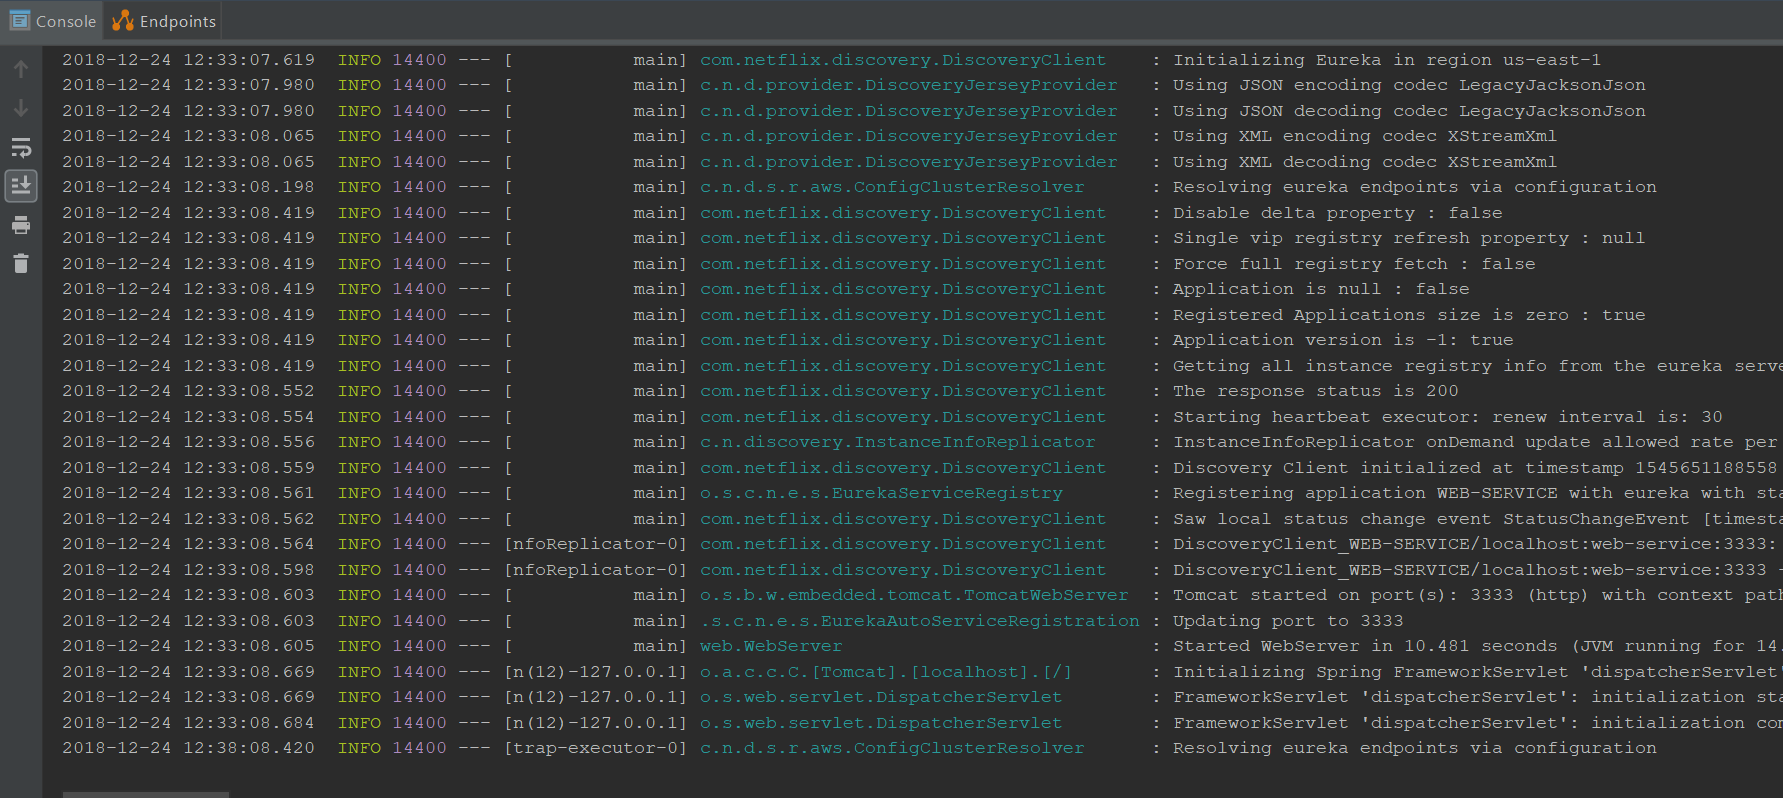 Console Endpoints
2018-12-24 12:33:07.619 INFO 14400 --- [ main] com.netflix.discovery.DiscoveryClient : Initializing Eureka in region us-east-1
2018-12-24 12:33:07.980 INFO 14400 --- [ main] c.n.d.provider.DiscoveryJerseyProvider : Using JSON encoding codec LegacyJacksonJson
2018-12-24 12:33:07.980 INFO 14400 --- [ main] c.n.d.provider.DiscoveryJerseyProvider : Using JSON decoding codec LegacyJacksonJson
2018-12-24 12:33:08.065 INFO 14400 --- [ main] c.n.d.provider.DiscoveryJerseyProvider : Using XML encoding codec XStreamXml
2018-12-24 12:33:08.065 INFO 14400 --- [ main] c.n.d.provider.DiscoveryJerseyProvider : Using XML decoding codec XStreamXml
2018-12-24 12:33:08.198 INFO 14400 --- [ main] c.n.d.s.r.aws.ConfigClusterResolver : Resolving eureka endpoints via configuration
2018-12-24 12:33:08.419 INFO 14400 --- [ main] com.netflix.discovery.DiscoveryClient : Disable delta property : false
2018-12-24 12:33:08.419 INFO 14400 --- [ main] com.netflix.discovery.DiscoveryClient : Single vip registry refresh property : null
2018-12-24 12:33:08.419 INFO 14400 --- [ main] com.netflix.discovery.DiscoveryClient : Force full registry fetch : false
2018-12-24 12:33:08.419 INFO 14400 --- [ main] com.netflix.discovery.DiscoveryClient : Application is null : false
2018-12-24 12:33:08.419 INFO 14400 --- [ main] com.netflix.discovery.DiscoveryClient : Registered Applications size is zero : true
2018-12-24 12:33:08.419 INFO 14400 --- [ main] com.netflix.discovery.DiscoveryClient : Application version is -1: true
2018-12-24 12:33:08.419 INFO 14400 --- [ main] com.netflix.discovery.DiscoveryClient : Getting all instance registry info from the eureka serve
2018-12-24 12:33:08.552 INFO 14400 --- [ main] com.netflix.discovery.DiscoveryClient : The response status is 200
2018-12-24 12:33:08.554 INFO 14400 --- [ main] com.netflix.discovery.DiscoveryClient : Starting heartbeat executor: renew interval is: 30
2018-12-24 12:33:08.556 INFO 14400 --- [ main] c.n.discovery.InstanceInfoReplicator : InstanceInfoReplicator onDemand update allowed rate per
2018-12-24 12:33:08.559 INFO 14400 --- [ main] com.netflix.discovery.DiscoveryClient : Discovery Client initialized at timestamp 1545651188558
2018-12-24 12:33:08.561 INFO 14400 --- [ main] o.s.c.n.e.s.EurekaServiceRegistry : Registering application WEB-SERVICE with eureka with sta
2018-12-24 12:33:08.562 INFO 14400 --- [ main] com.netflix.discovery.DiscoveryClient : Saw local status change event StatusChangeEvent [timesta
2018-12-24 12:33:08.564 INFO 14400 --- [nfoReplicator-0] com.netflix.discovery.DiscoveryClient : DiscoveryClient_WEB-SERVICE/localhost:web-service:3333:
2018-12-24 12:33:08.598 INFO 14400 --- [nfoReplicator-0] com.netflix.discovery.DiscoveryClient : DiscoveryClient_WEB-SERVICE/localhost:web-service:3333 -
2018-12-24 12:33:08.603 INFO 14400 --- [ main] o.s.b.w.embedded.tomcat.TomcatWebServer : Tomcat started on port(s): 3333 (http) with context path
2018-12-24 12:33:08.603 INFO 14400 --- [ main] .s.c.n.e.s.EurekaAutoServiceRegistration : Updating port to 3333
2018-12-24 12:33:08.605 INFO 14400 --- [ main] web.WebServer : Started WebServer in 10.481 seconds (JVM running for 14.
2018-12-24 12:33:08.669 INFO 14400 --- [n(12)-127.0.0.1] o.a.c.c.C.[Tomcat].[localhost].[/] : Initializing Spring FrameworkServlet 'dispatcherServlet'
2018-12-24 12:33:08.669 INFO 14400 --- [n(12)-127.0.0.1] o.s.web.servlet.DispatcherServlet : FrameworkServlet 'dispatcherServlet': initialization sta
2018-12-24 12:33:08.684 INFO 14400 --- [n(12)-127.0.0.1] o.s.web.servlet.DispatcherServlet : FrameworkServlet 'dispatcherServlet': initialization com
2018-12-24 12:38:08.420 INFO 14400 --- [trap-executor-0] c.n.d.s.r.aws.ConfigClusterResolver : Resolving eureka endpoints via configuration